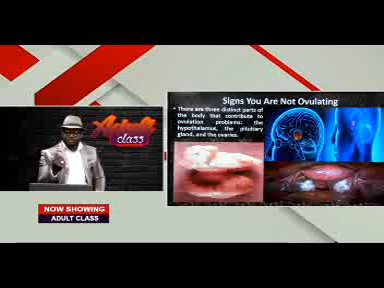 Signs You Are Not Ovulating
• There are three distinct parts of
the body that contribute to
ovulation problems: the
hypothalamus, the pituitary
gland, and the ovaries.
Adult
class
NOW SHOWING
ADULT CLASS